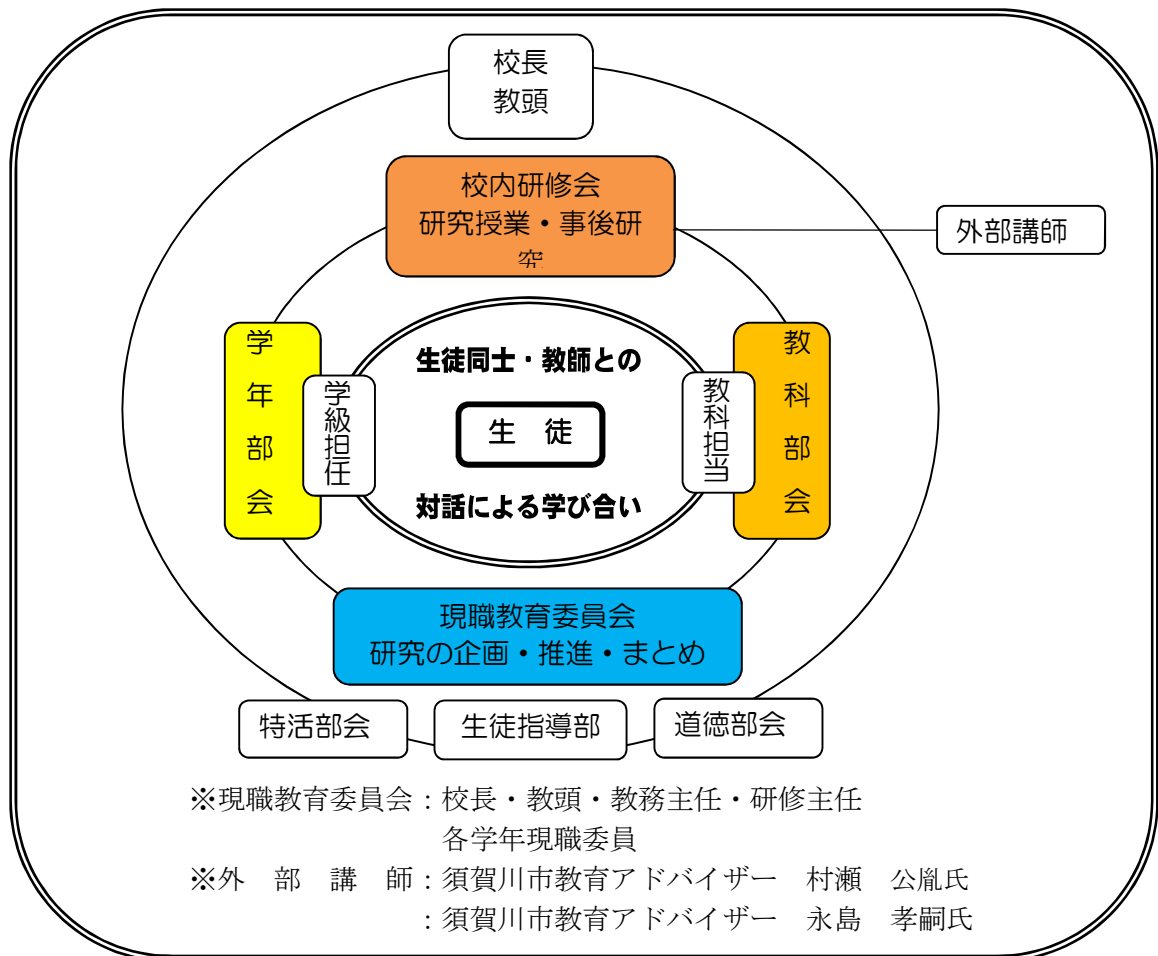 校長
教頭
校内研修会
研究授業・事後研
究
外部講師
学年部会
学級担任
生徒同士・教師との
生　徒
対話による学び合い
教科担当
教科部会
現職教育委員会
研究の企画・推進・まとめ
特活部会
生徒指導部
道徳部会
※現職教育委員会：校長・教頭・教務主任・研修主任
各学年現職委員
※外　部　講　師：須賀川市教育アドバイザー　村瀬　公胤氏
：須賀川市教育アドバイザー　永島　孝嗣氏